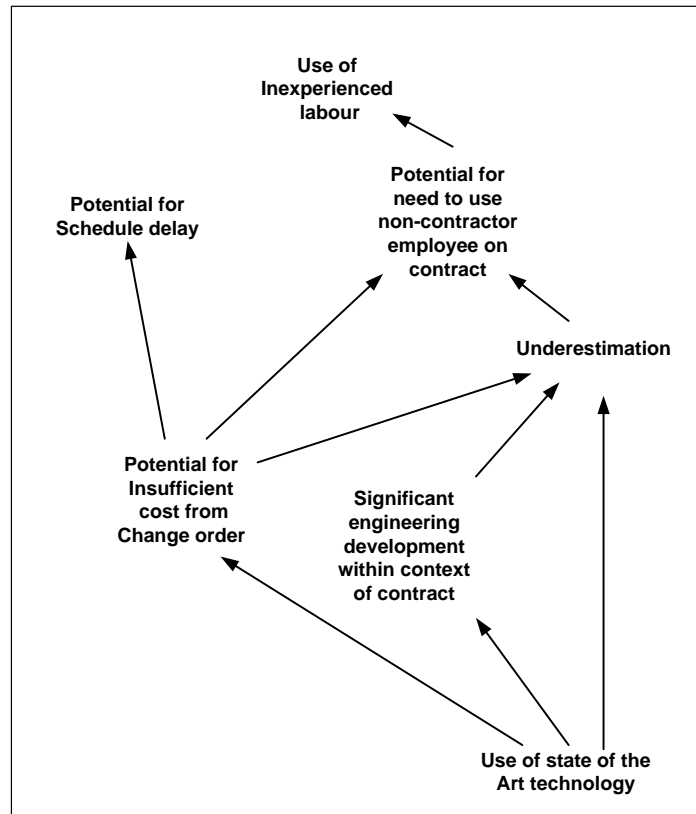 Use of
Inexperienced
labour
Potential for
need to use
non-contractor
employee on
contract
Potential for
Schedule delay
Underestimation
Potential for
Insufficient
cost from
Change order
Significant
engineering
development
within context
of contract
Use of state of the
Art technology